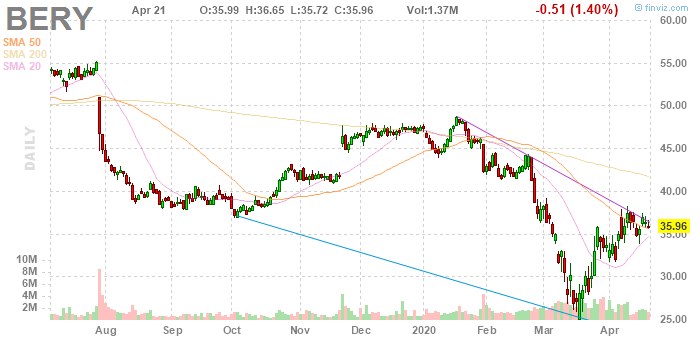 BERY Apr 21 O:35.99 H:36.65 L:35.72 C:35.96 Vol:1.37M -0.51 (1.40%) © finviz.com
SMA 50
SMA 200
SMA 20
DAILY
60.00
55.00
50.00
45.00
40.00
35.96
35.00
30.00
25.00
10M
8M
6M
4M
2M
Aug Sep Oct Nov Dec 2020 Feb Mar Apr